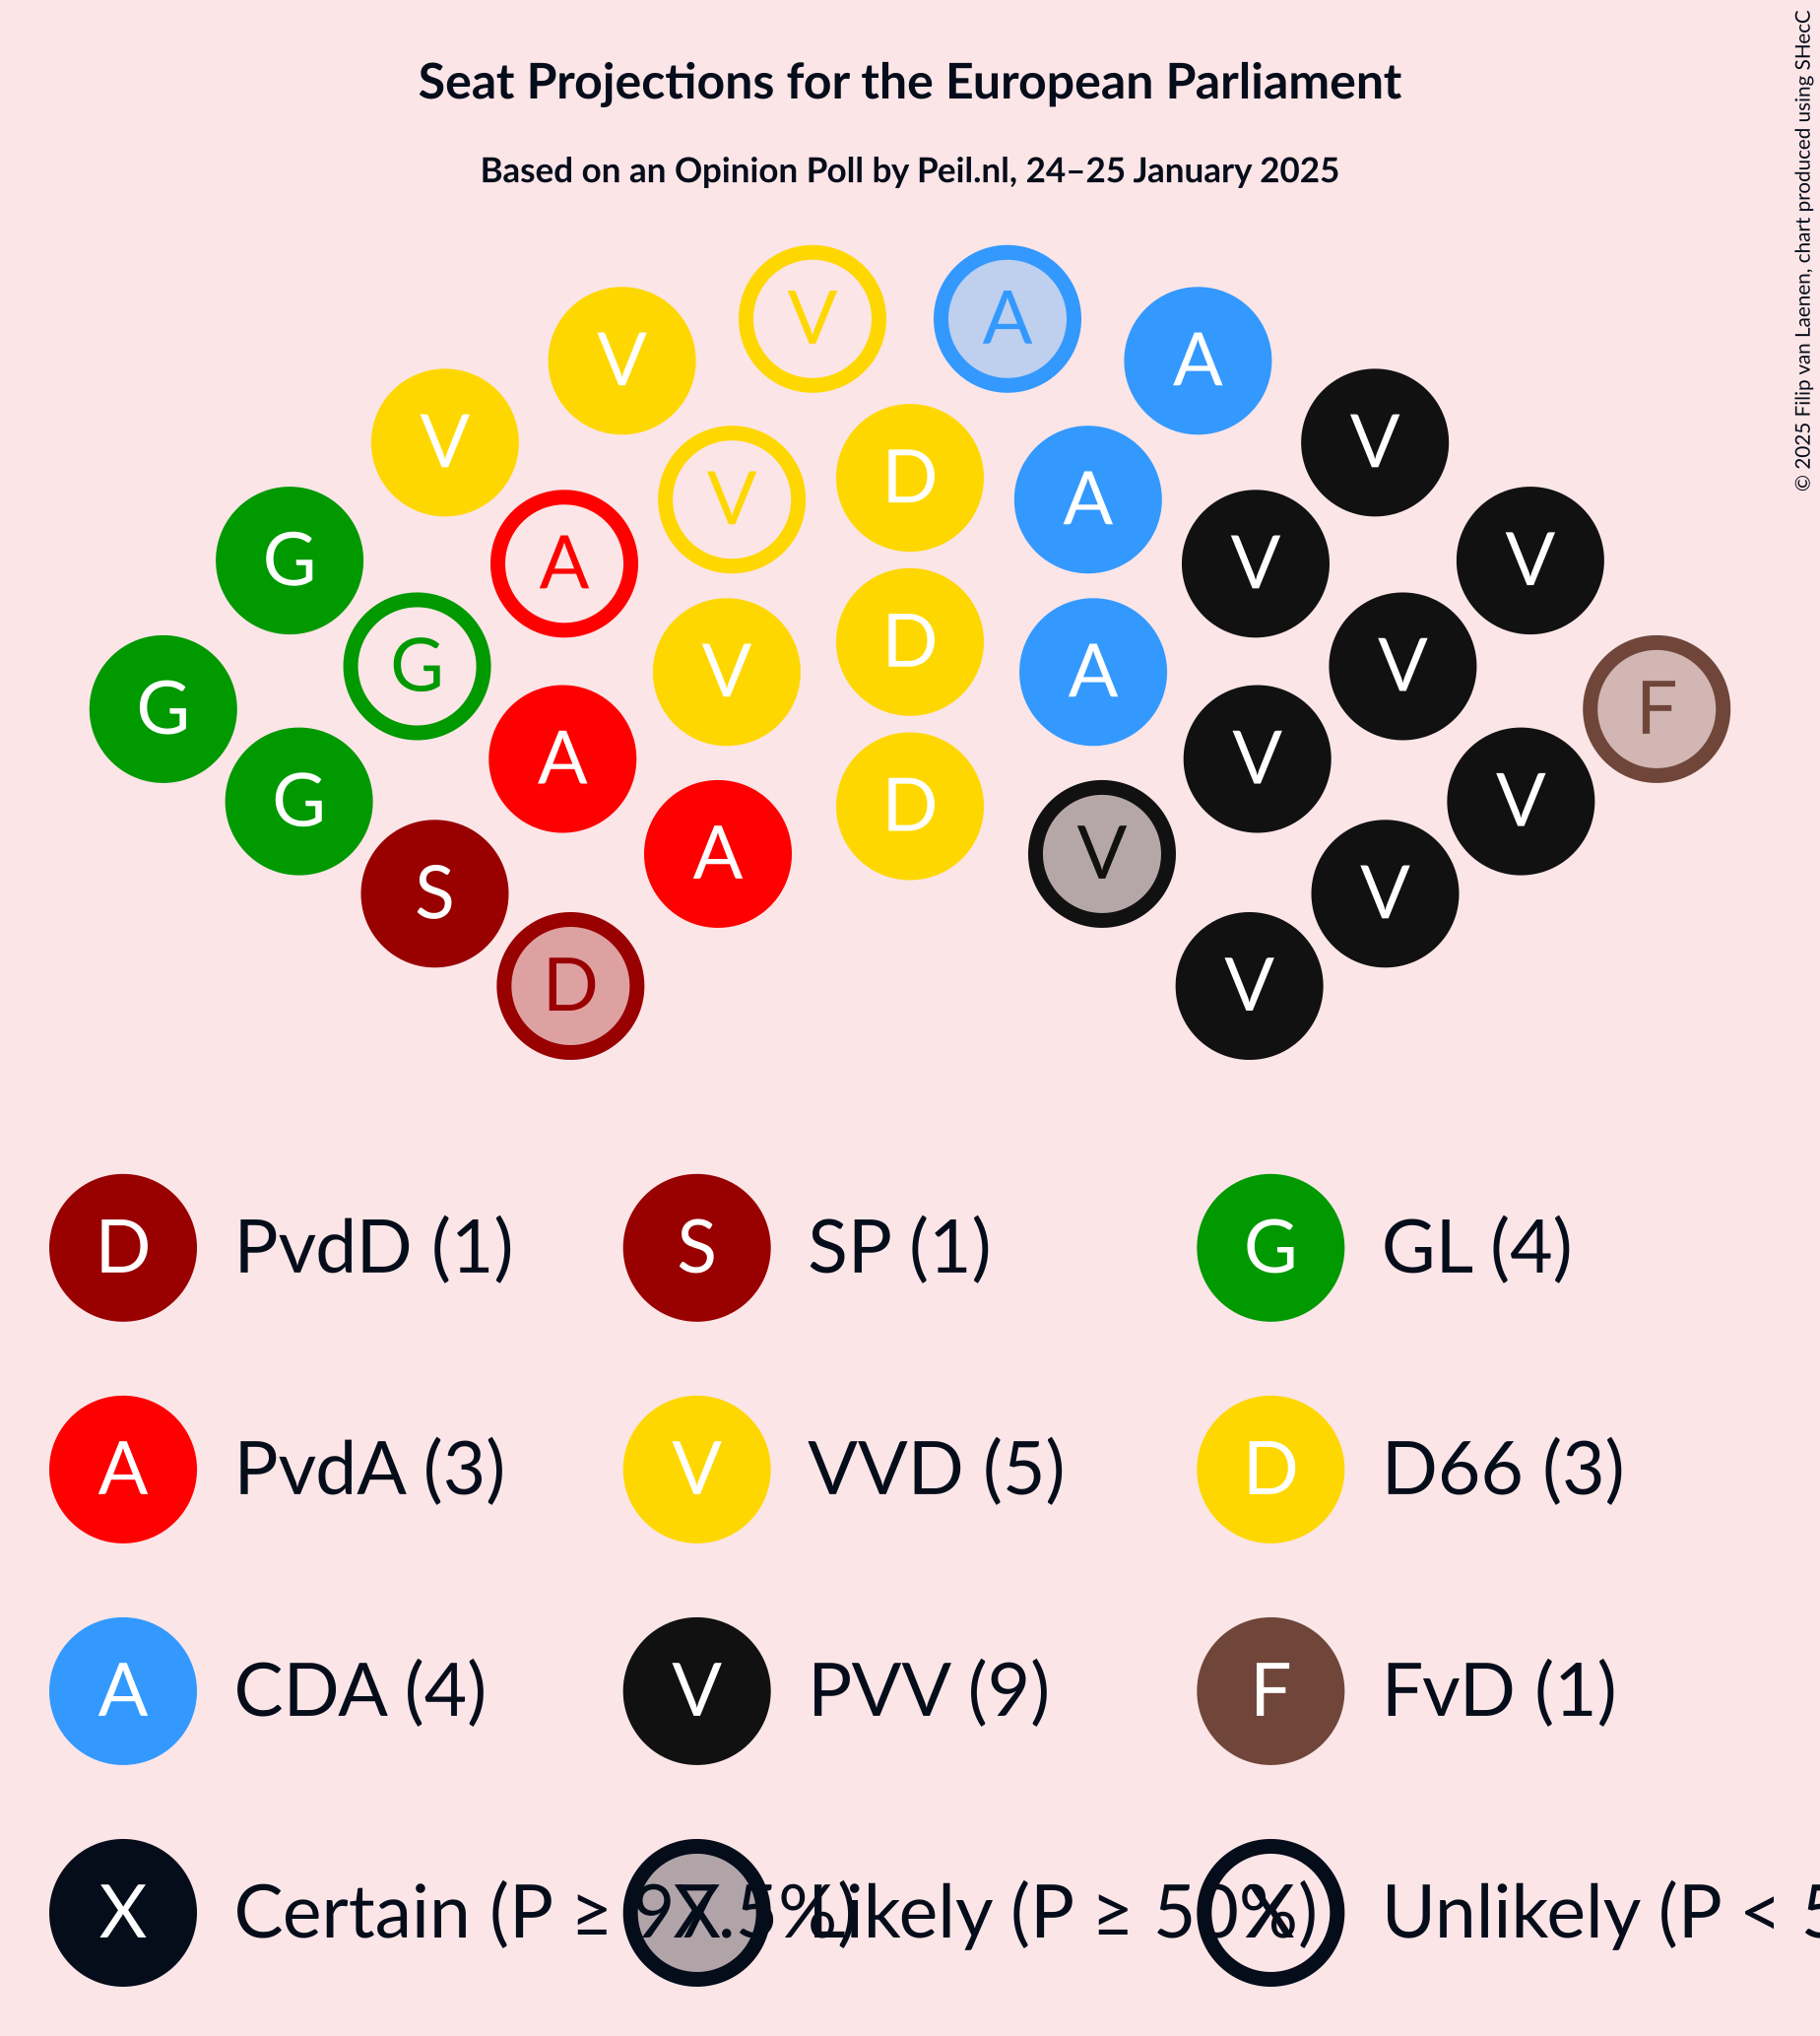 Seat Projections for the European Parliament
Based on an Opinion Poll by Peil.nl, 24–25 January 2025
© 2025 Filip van Laenen, chart produced using SHecC
V A
V A
V V
V D A
G A V V
G V D A V
G A V F
G D V
S A V V
D V
D PvdD (1) S SP (1) G GL (4)
A PvdA (3) V VVD (5) D D66 (3)
A CDA (4) V PVV (9) F FvD (1)
X Certain (P ≥ 97.5%) X Likely (P ≥ 50%) X Unlikely (P < 5